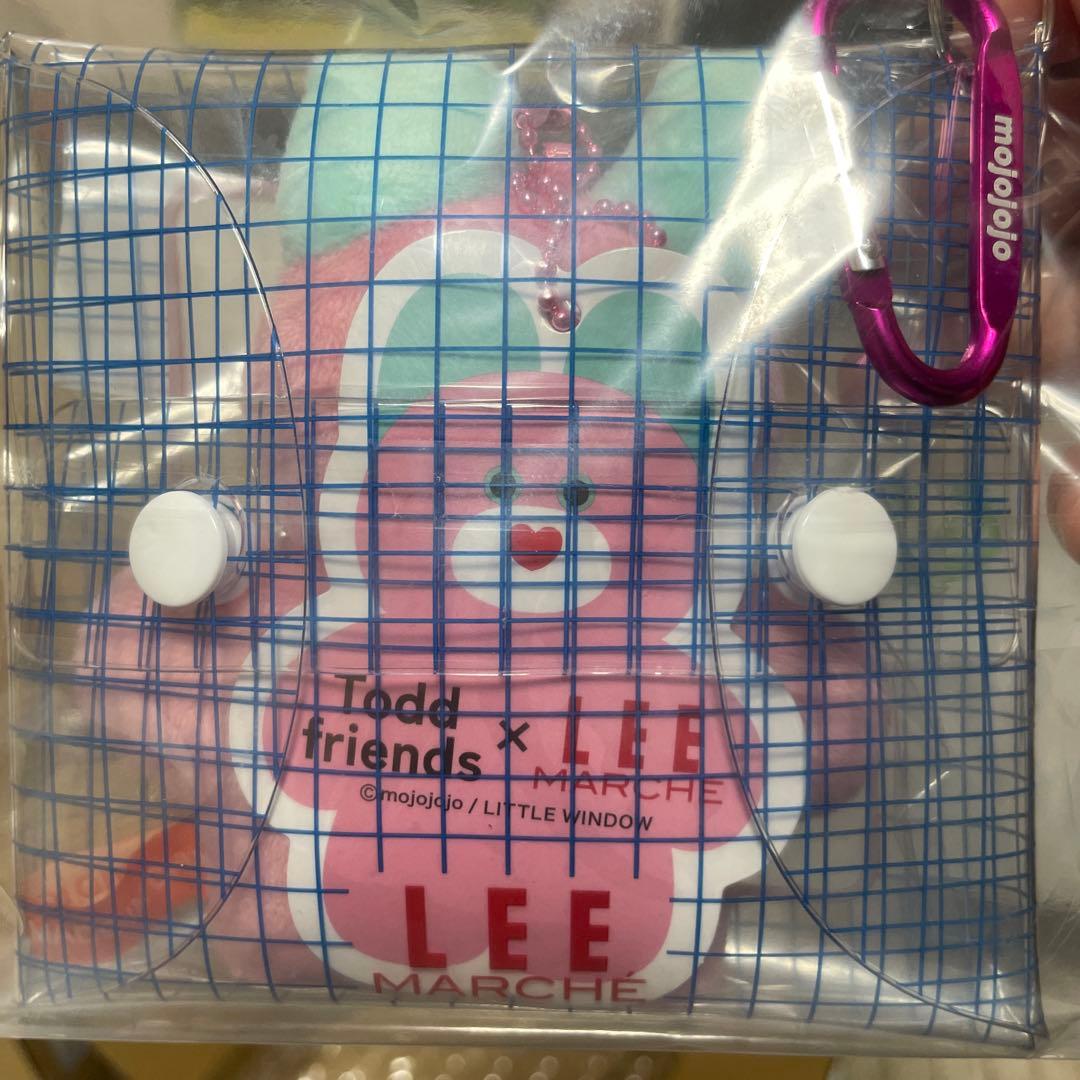 mojojojo
Todd
friends × LEE
MARCHE
©mojojojo / LITTLE WINDOW
LEE
MARCHÉ